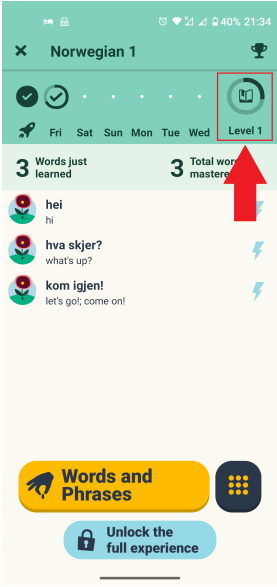 40% 21:34
Norwegian 1
Fri Sat Sun Mon Tue Wed Level 1
3 Words just learned
3 Total
hei
hi
hva skjer?
what's up?
kom igjen!
let's go!; come on!
Words and
Phrases
Unlock the
full experience